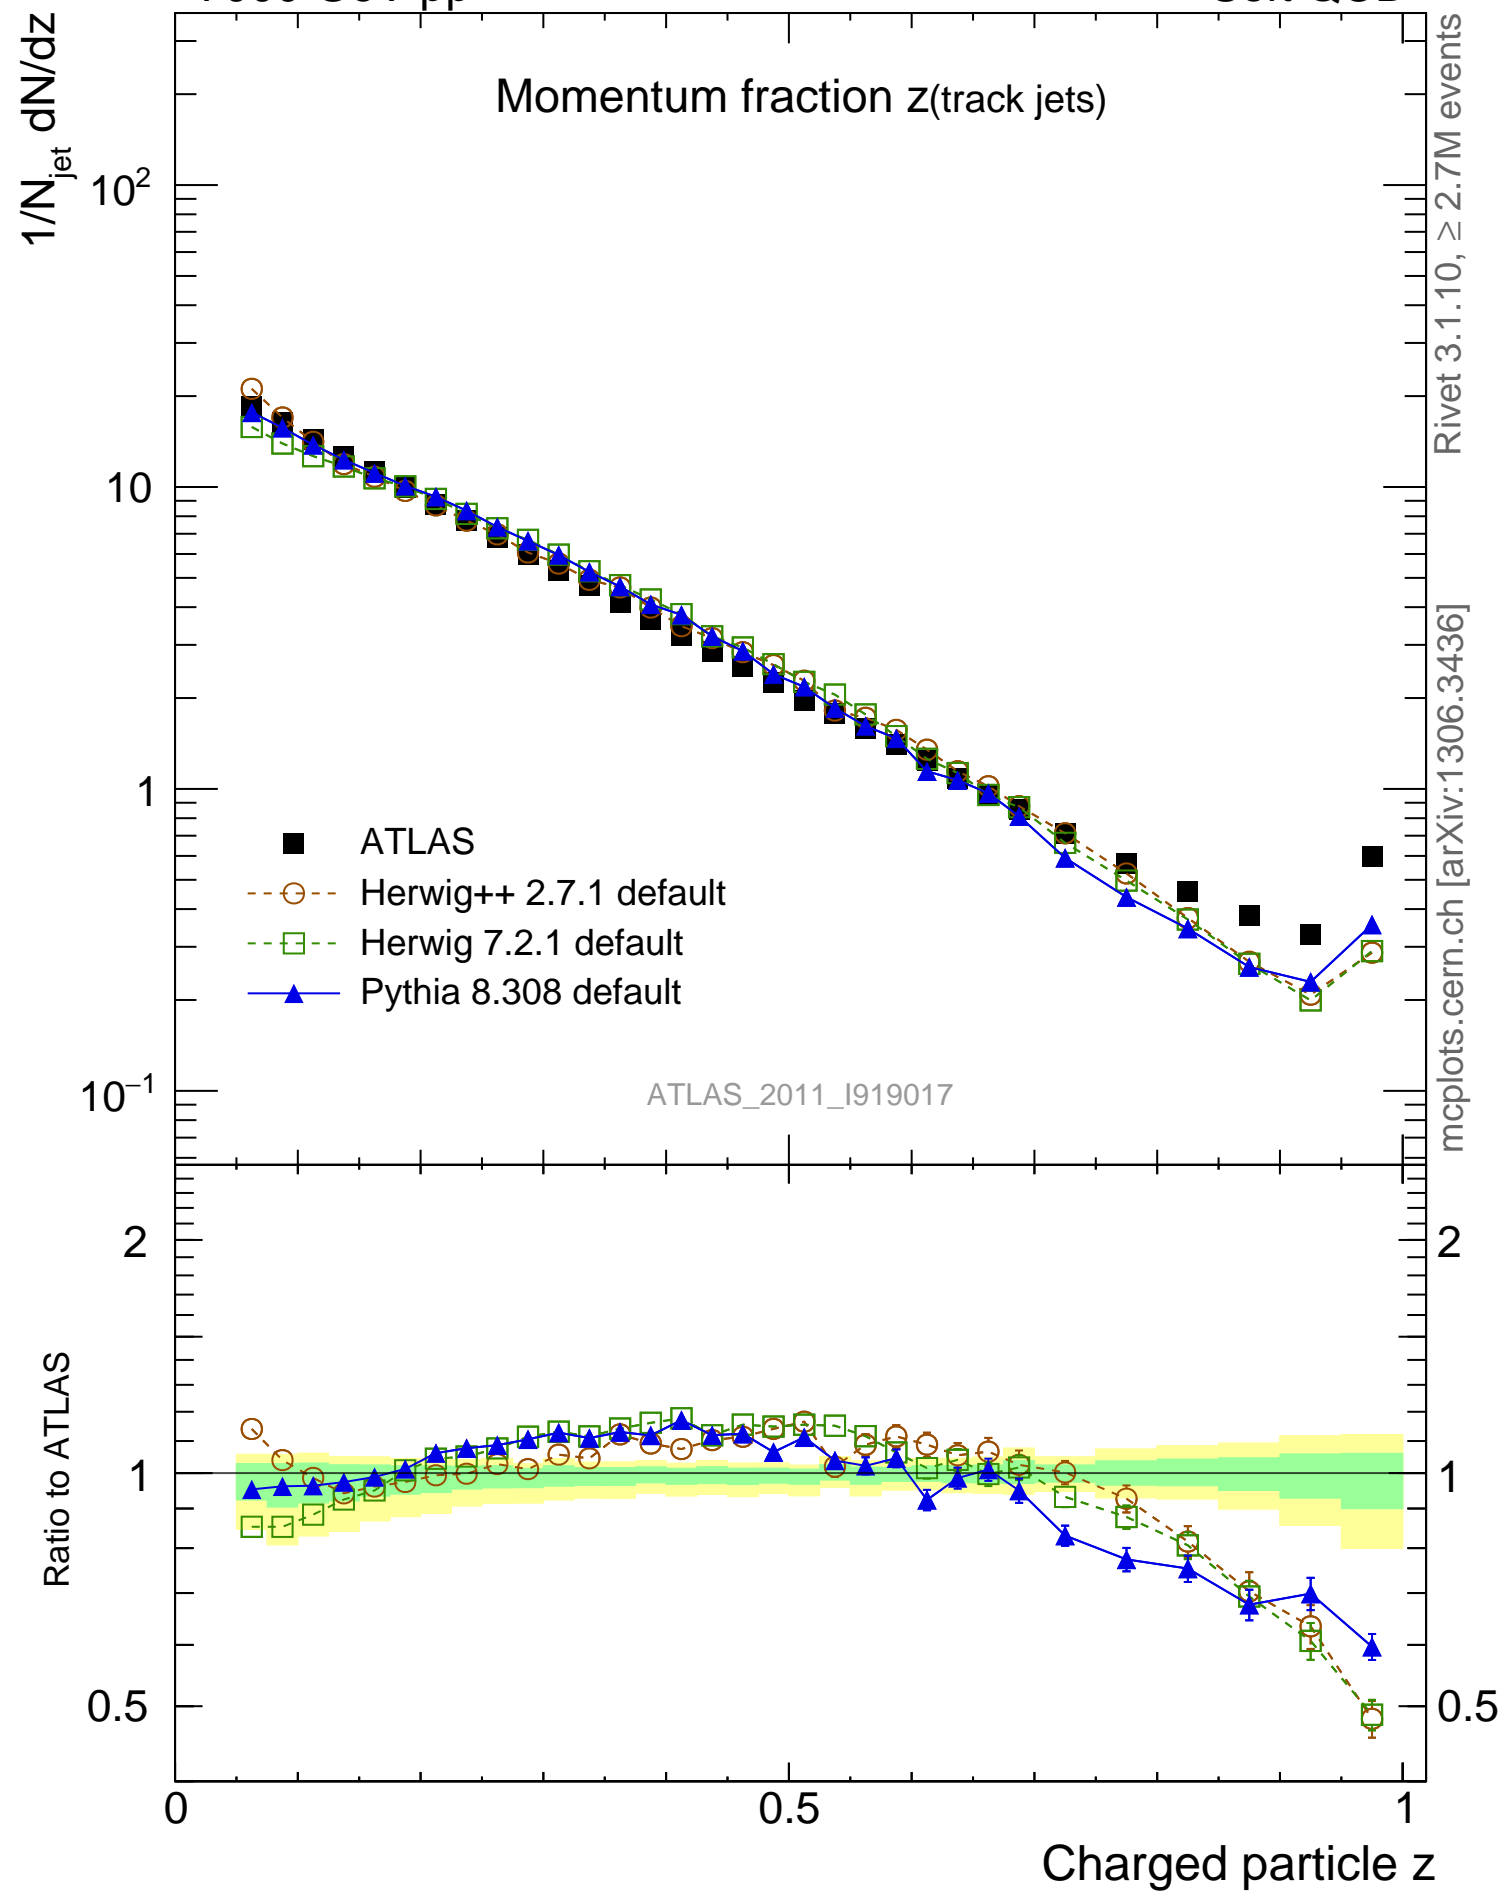 1/N_jet dN/dz
Momentum fraction z(track jets)
10²
10
1
10⁻¹
ATLAS
Herwig++ 2.7.1 default
Herwig 7.2.1 default
Pythia 8.308 default
ATLAS_2011_I919017
Rivet 3.1.10, ≥ 2.7M events
mcplots.cern.ch [arXiv:1306.3436]
Ratio to ATLAS
2
1
0.5
2
1
0.5
0
0.5
1
Charged particle z